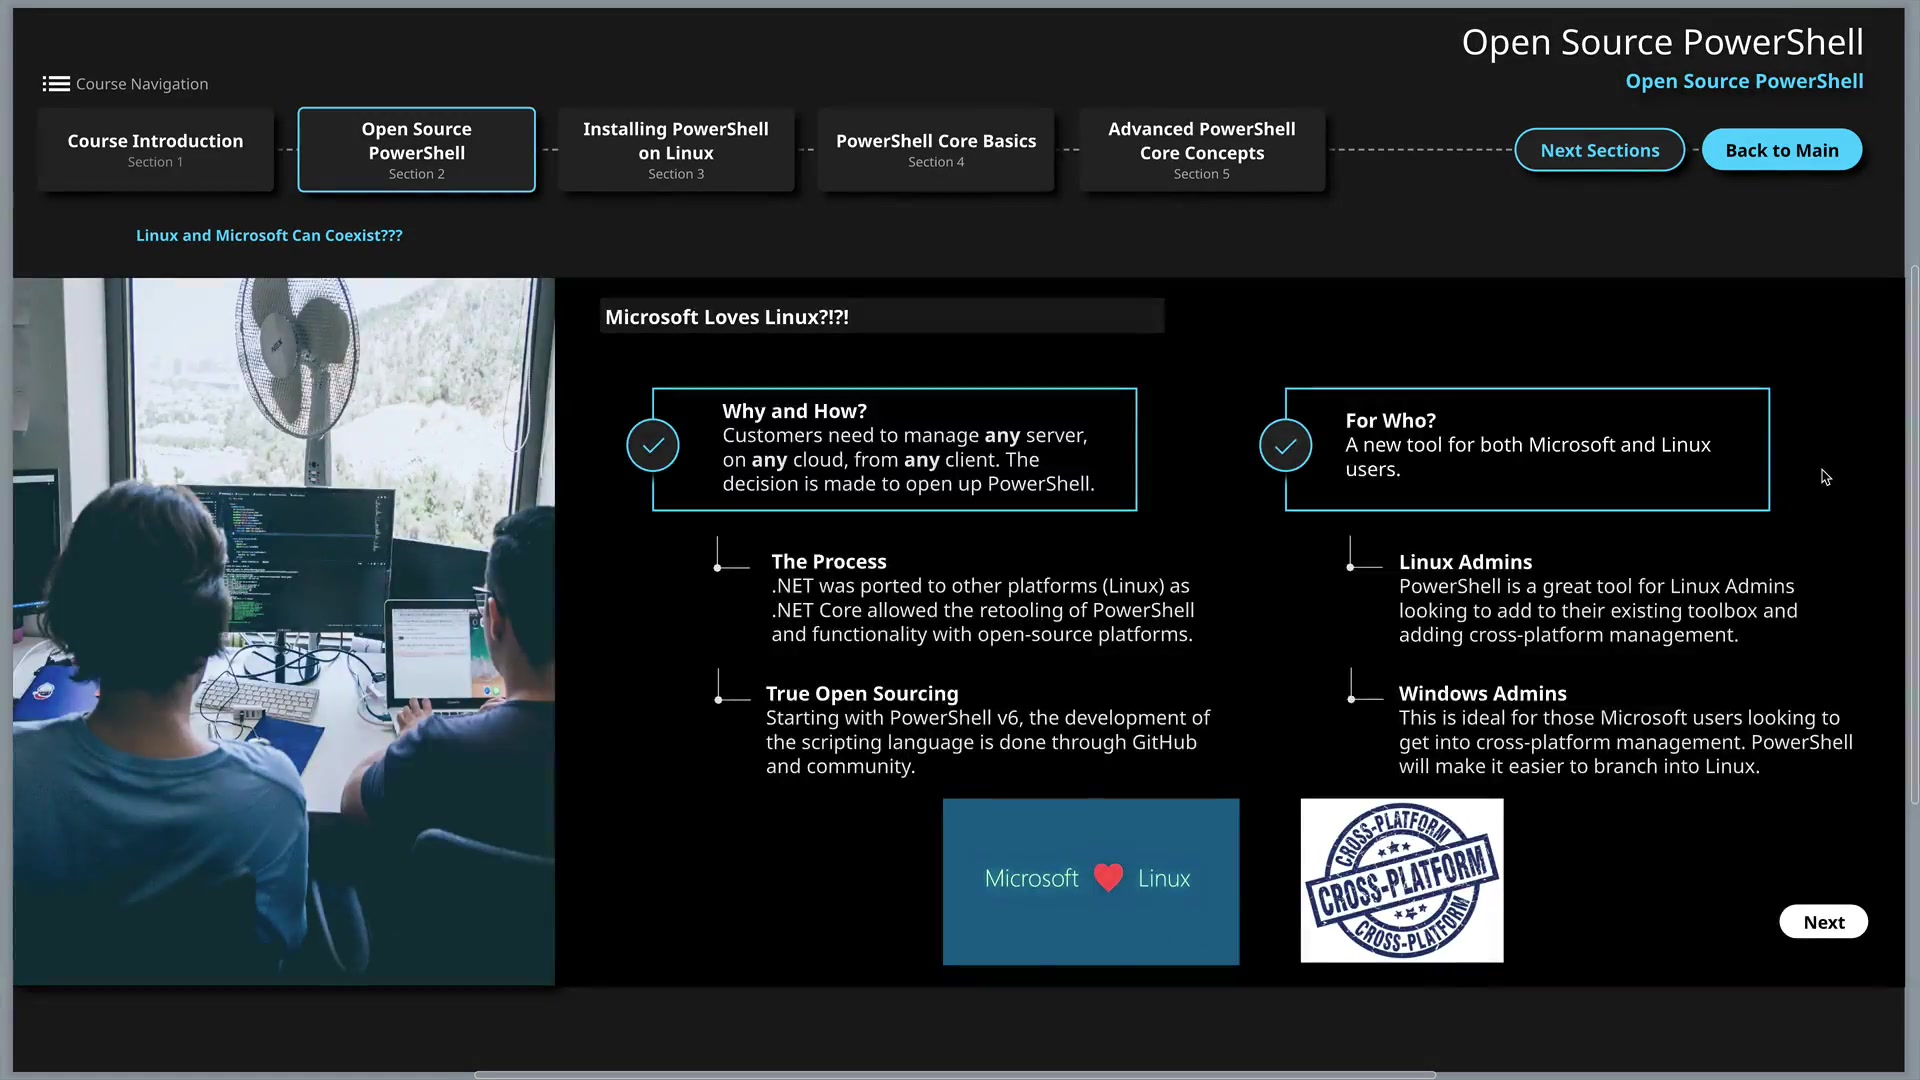 Open Source PowerShell
Open Source PowerShell
Course Navigation
Course Introduction
Section 1
Open Source
PowerShell
Section 2
Installing PowerShell
on Linux
Section 3
PowerShell Core Basics
Section 4
Advanced PowerShell
Core Concepts
Section 5
Next Sections
Back to Main
Linux and Microsoft Can Coexist???
Microsoft Loves Linux?!?!
Why and How?
Customers need to manage any server,
on any cloud, from any client. The
decision is made to open up PowerShell.
The Process
.NET was ported to other platforms (Linux) as
.NET Core allowed the retooling of PowerShell
and functionality with open-source platforms.
True Open Sourcing
Starting with PowerShell v6, the development of
the scripting language is done through GitHub
and community.
For Who?
A new tool for both Microsoft and Linux
users.
Linux Admins
PowerShell is a great tool for Linux Admins
looking to add to their existing toolbox and
adding cross-platform management.
Windows Admins
This is ideal for those Microsoft users looking to
get into cross-platform management. PowerShell
will make it easier to branch into Linux.
Microsoft Linux
CROSS-PLATFORM
CROSS-PLATFORM
CROSS-PLATFORM
Next